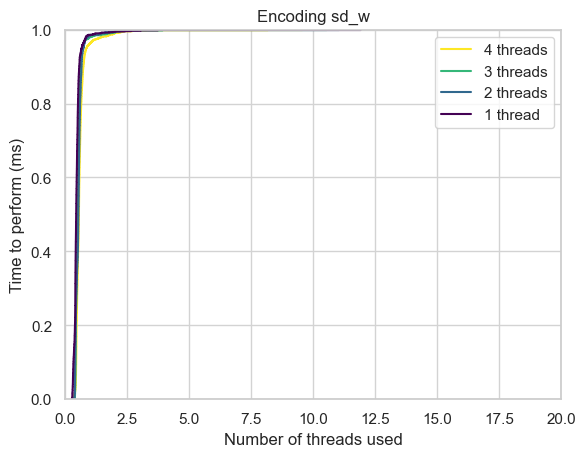 Encoding sd_w
Time to perform (ms)
1.0
0.8
0.6
0.4
0.2
0.0
4 threads
3 threads
2 threads
1 thread
0.0 2.5 5.0 7.5 10.0 12.5 15.0 17.5 20.0
Number of threads used